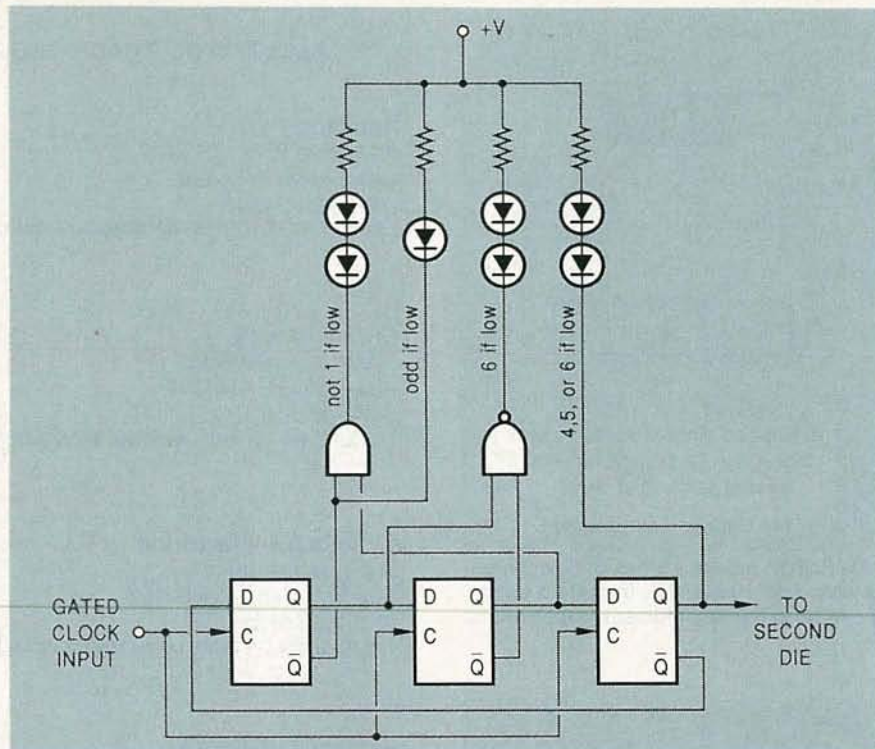 +V
not 1 if low
odd if low
6 if low
4,5, or 6 if low
D Q
C
Q̅
D Q
C
Q̅
D Q
C
Q̅
GATED
CLOCK
INPUT
TO
SECOND
DIE